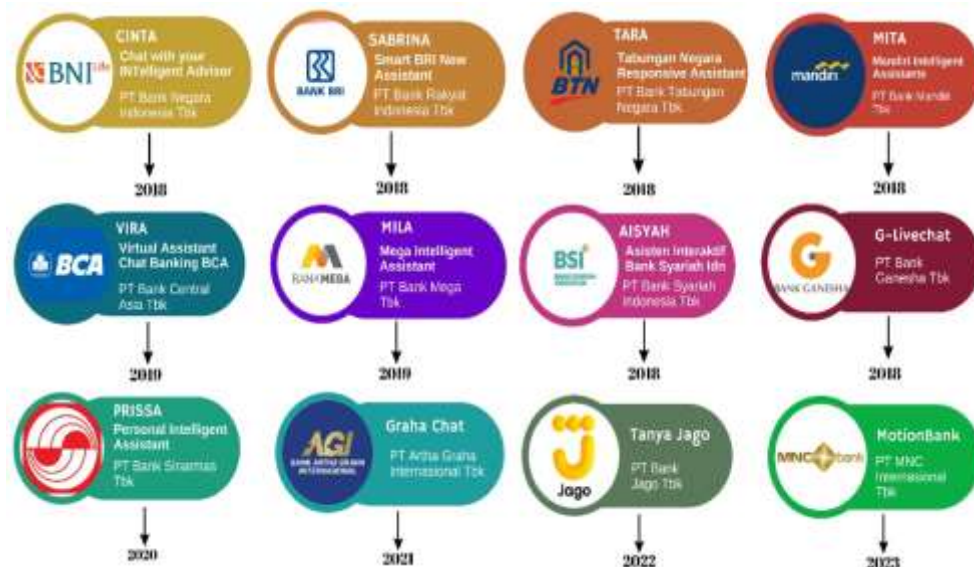 CINTA
BNI Life
Chat with your
INTelligent Advisor
PT Bank Negara
Indonesia Tbk
2018
SABRINA
BANK BRI
Smart BRI New
Assistant
PT Bank Rakyat
Indonesia Tbk
2018
TARA
BTN
Tabungan Negara
Responsive Assistant
PT Bank Tabungan
Negara Tbk
2018
MITA
mandiri
Mandiri Intelligent
Assistants
PT Bank Mandiri
Tbk
2018
VIRA
BCA
Virtual Assistant
Chat Banking BCA
PT Bank Central
Asia Tbk
2019
MILA
BANK MEGA
Mega Intelligent
Assistant
PT Bank Mega
Tbk
2019
AISYAH
BSI
Asisten Interaktif
Bank Syariah Idn
PT Bank Syariah
Indonesia Tbk
2018
G-livechat
BANK GANESHA
PT Bank
Ganesha Tbk
2018
PRISSA
Personal Intelligent
Assistant
PT Bank Sinarmas
Tbk
2020
Graha Chat
AGI
BANK ARTHA GRAHA
INTERNASIONAL
PT Artha Graha
Internasional Tbk
2021
Tanya Jago
Jago
PT Bank
Jago Tbk
2022
MotionBank
MNC bank
PT MNC
Internasional
Tbk
2023